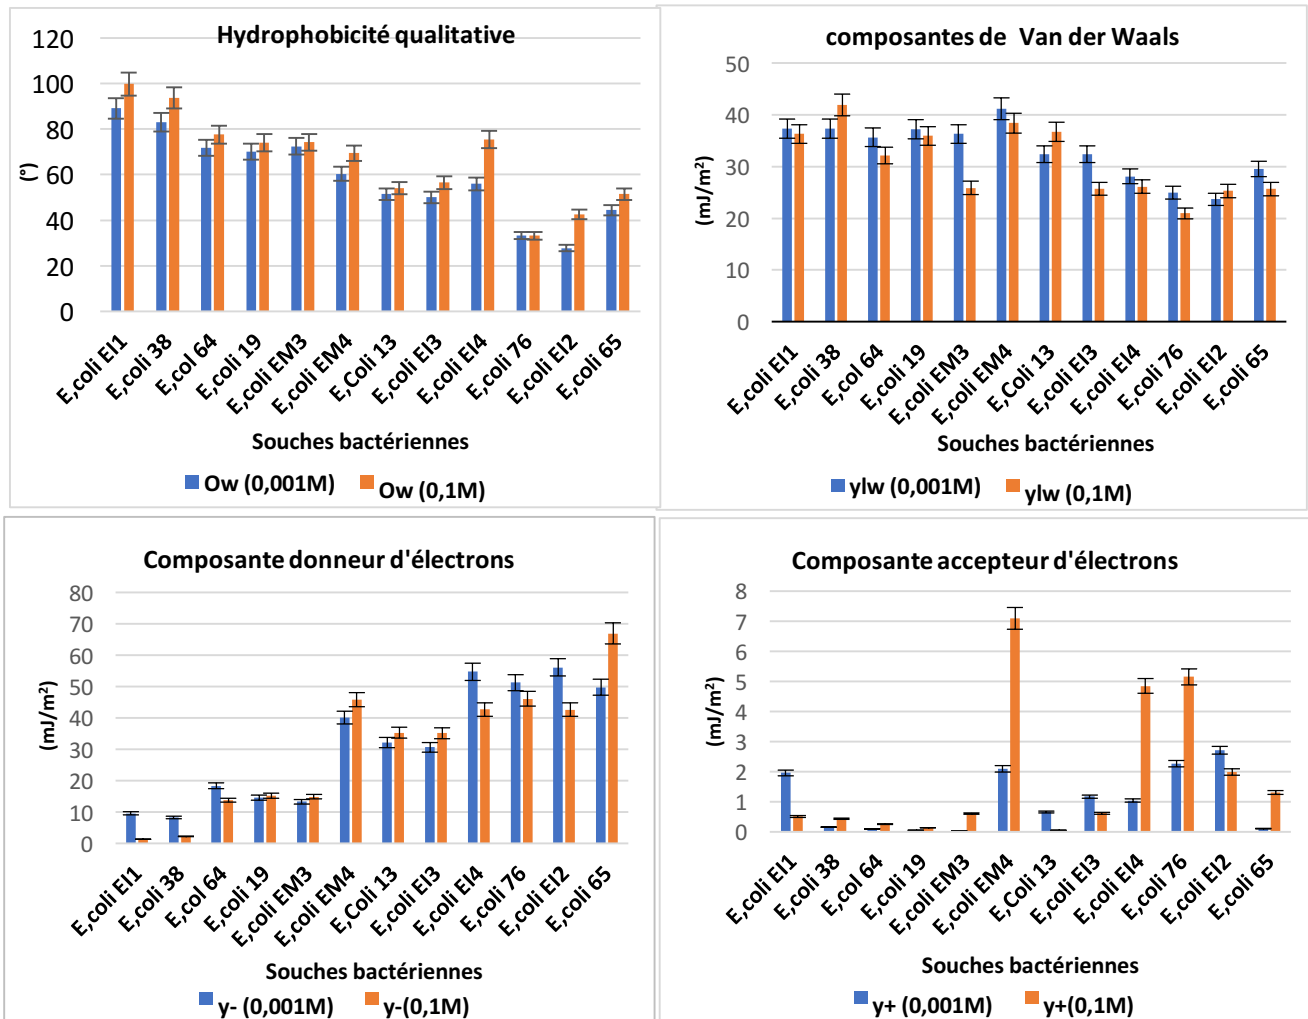 Hydrophobicité qualitative
120
100
80
60
40
20
0
(°)
E,coli EI1
E,coli 38
E,col 64
E,coli 19
E,coli EM3
E,coli EM4
E,Coli 13
E,coli EI3
E,coli EI4
E,coli 76
E,coli EI2
E,coli 65
Souches bactériennes
Ow (0,001M)
Ow (0,1M)
composantes de Van der Waals
50
40
30
20
10
0
(mJ/m²)
E,coli EI1
E,coli 38
E,col 64
E,coli 19
E,coli EM3
E,coli EM4
E,Coli 13
E,coli EI3
E,coli EI4
E,coli 76
E,coli EI2
E,coli 65
Souches bactériennes
ylw (0,001M)
ylw (0,1M)
Composante donneur d'électrons
80
70
60
50
40
30
20
10
0
(mJ/m²)
E,coli EI1
E,coli 38
E,col 64
E,coli 19
E,coli EM3
E,coli EM4
E,Coli 13
E,coli EI3
E,coli EI4
E,coli 76
E,coli EI2
E,coli 65
Souches bactériennes
y- (0,001M)
y-(0,1M)
Composante accepteur d'électrons
8
7
6
5
4
3
2
1
0
(mJ/m²)
E,coli EI1
E,coli 38
E,col 64
E,coli 19
E,coli EM3
E,coli EM4
E,Coli 13
E,coli EI3
E,coli EI4
E,coli 76
E,coli EI2
E,coli 65
Souches bactériennes
y+ (0,001M)
y+(0,1M)